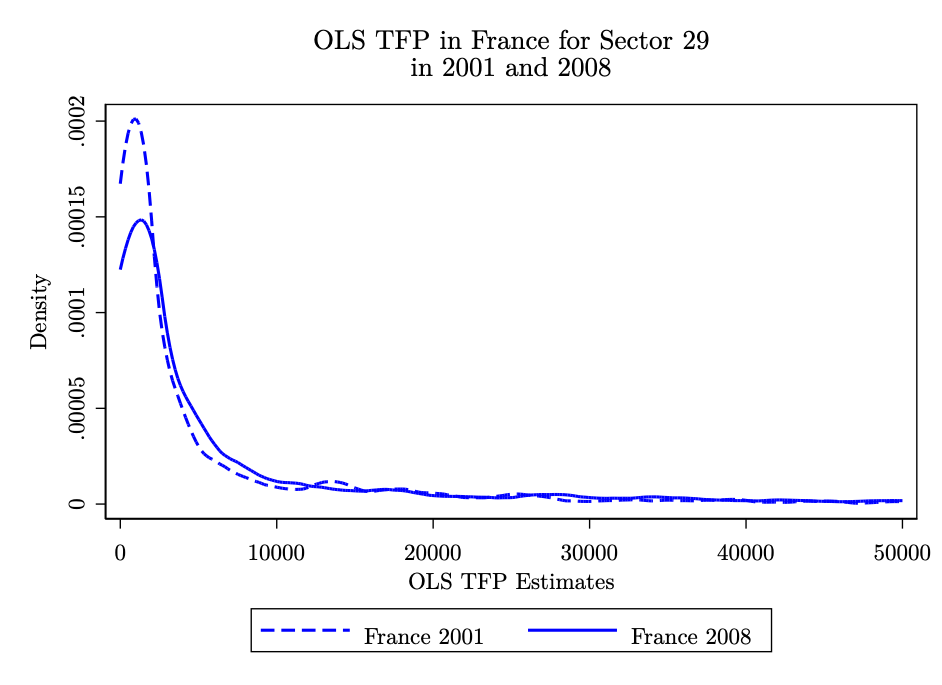 OLS TFP in France for Sector 29
in 2001 and 2008
Density
.0002
.00015
.0001
.00005
0
0 10000 20000 30000 40000 50000
OLS TFP Estimates
France 2001 France 2008